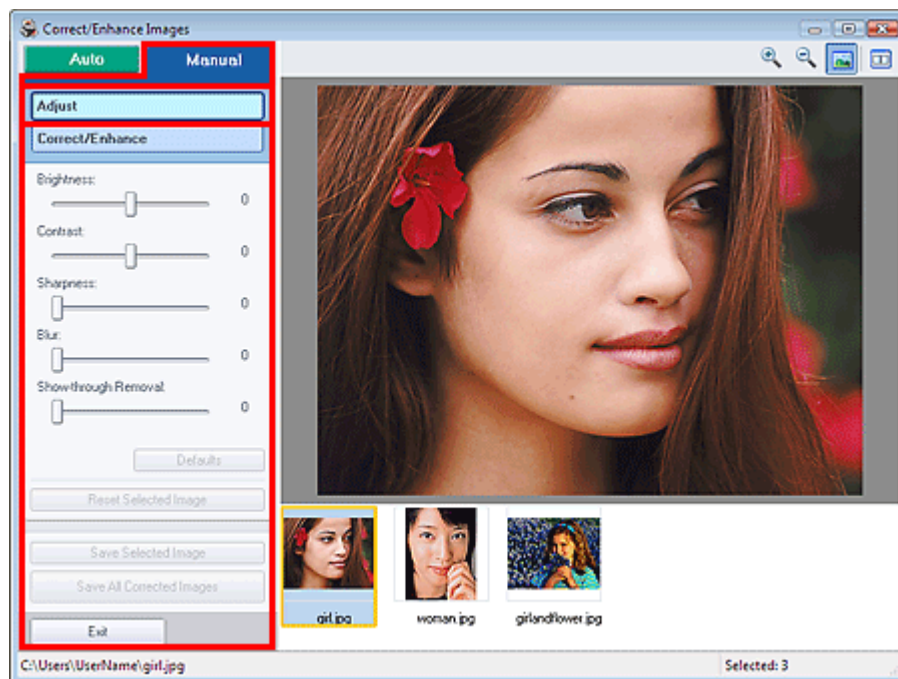 Correct/Enhance Images
Auto
Manual
Adjust
Correct/Enhance
Brightness:
0
Contrast:
0
Sharpness:
0
Blur:
0
Show-through Removal:
0
Defaults
Reset Selected Image
Save Selected Image
Save All Corrected Images
Exit
girl.jpg
woman.jpg
girlandflower.jpg
C:\Users\UserName\girl.jpg
Selected: 3